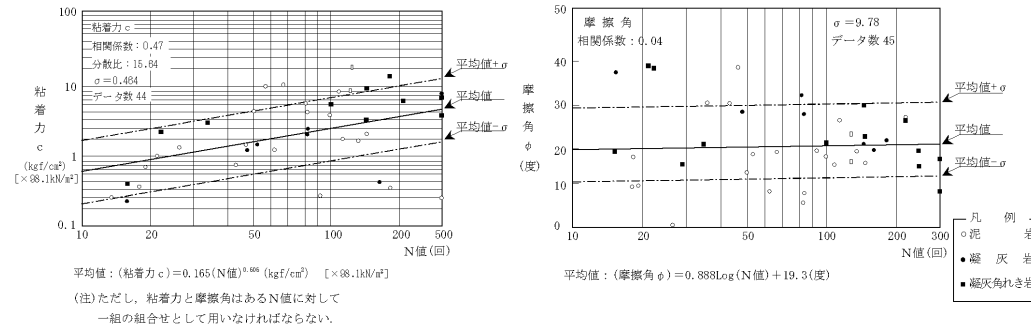 100
10
1
0.1
粘着力c
(kgf/cm²)
[×98.1kN/m²]
粘着力c
相関係数：0.47
分散比：15.84
σ=0.464
データ数44
平均値+σ
平均値
平均値-σ
10
20
50
100
200
500
N値(回)
平均値：(粘着力c)=0.165(N値)^0.606 (kgf/cm²) [×98.1kN/m²]
(注)ただし，粘着力と摩擦角はあるN値に対して
一組の組合せとして用いなければならない．
50
40
30
20
10
0
摩擦角φ
(度)
摩擦角
相関係数：0.04
σ=9.78
データ数45
平均値+σ
平均値
平均値-σ
10
20
50
100
200
300
N値(回)
平均値：(摩擦角φ)=0.888Log(N値)+19.3(度)
凡例
○泥岩
●凝灰岩
■凝灰角れき岩